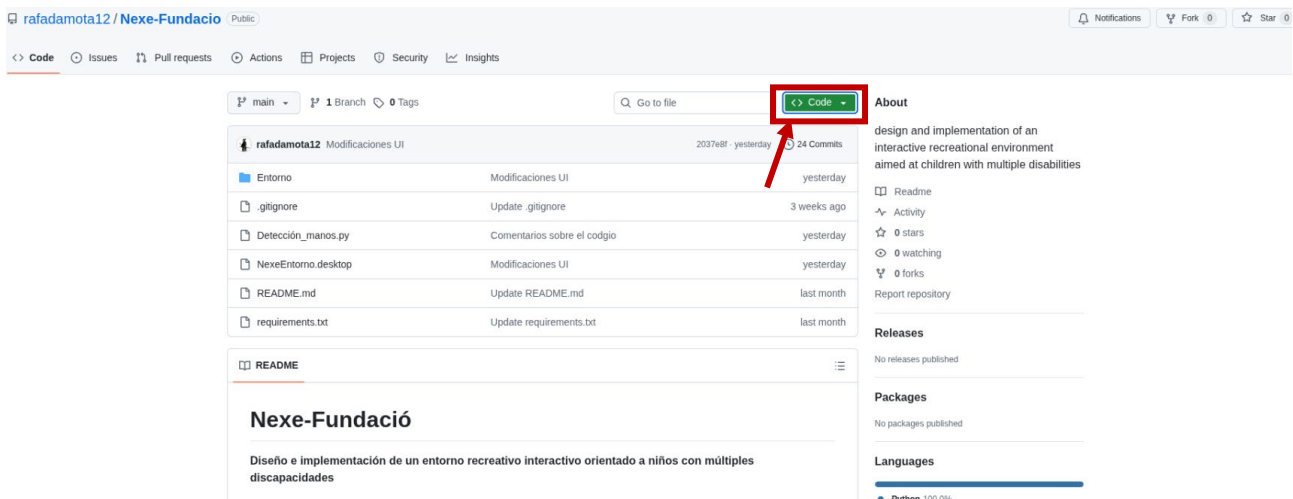 rafadamota12 / Nexe-Fundacio Public
Notifications Fork 0 Star 0
Code Issues Pull requests Actions Projects Security Insights
main 1 Branch 0 Tags Go to file Code
rafadamota12 Modificaciones UI 2037e8f · yesterday 24 Commits
Entorno Modificaciones UI yesterday
.gitignore Update .gitignore 3 weeks ago
Detección_manos.py Comentarios sobre el codgio yesterday
NexeEntorno.desktop Modificaciones UI yesterday
README.md Update README.md last month
requirements.txt Update requirements.txt last month
README
Nexe-Fundació
Diseño e implementación de un entorno recreativo interactivo orientado a niños con múltiples
discapacidades
About
design and implementation of an
interactive recreational environment
aimed at children with multiple disabilities
Readme
Activity
0 stars
0 watching
0 forks
Report repository
Releases
No releases published
Packages
No packages published
Languages
Python 100.0%